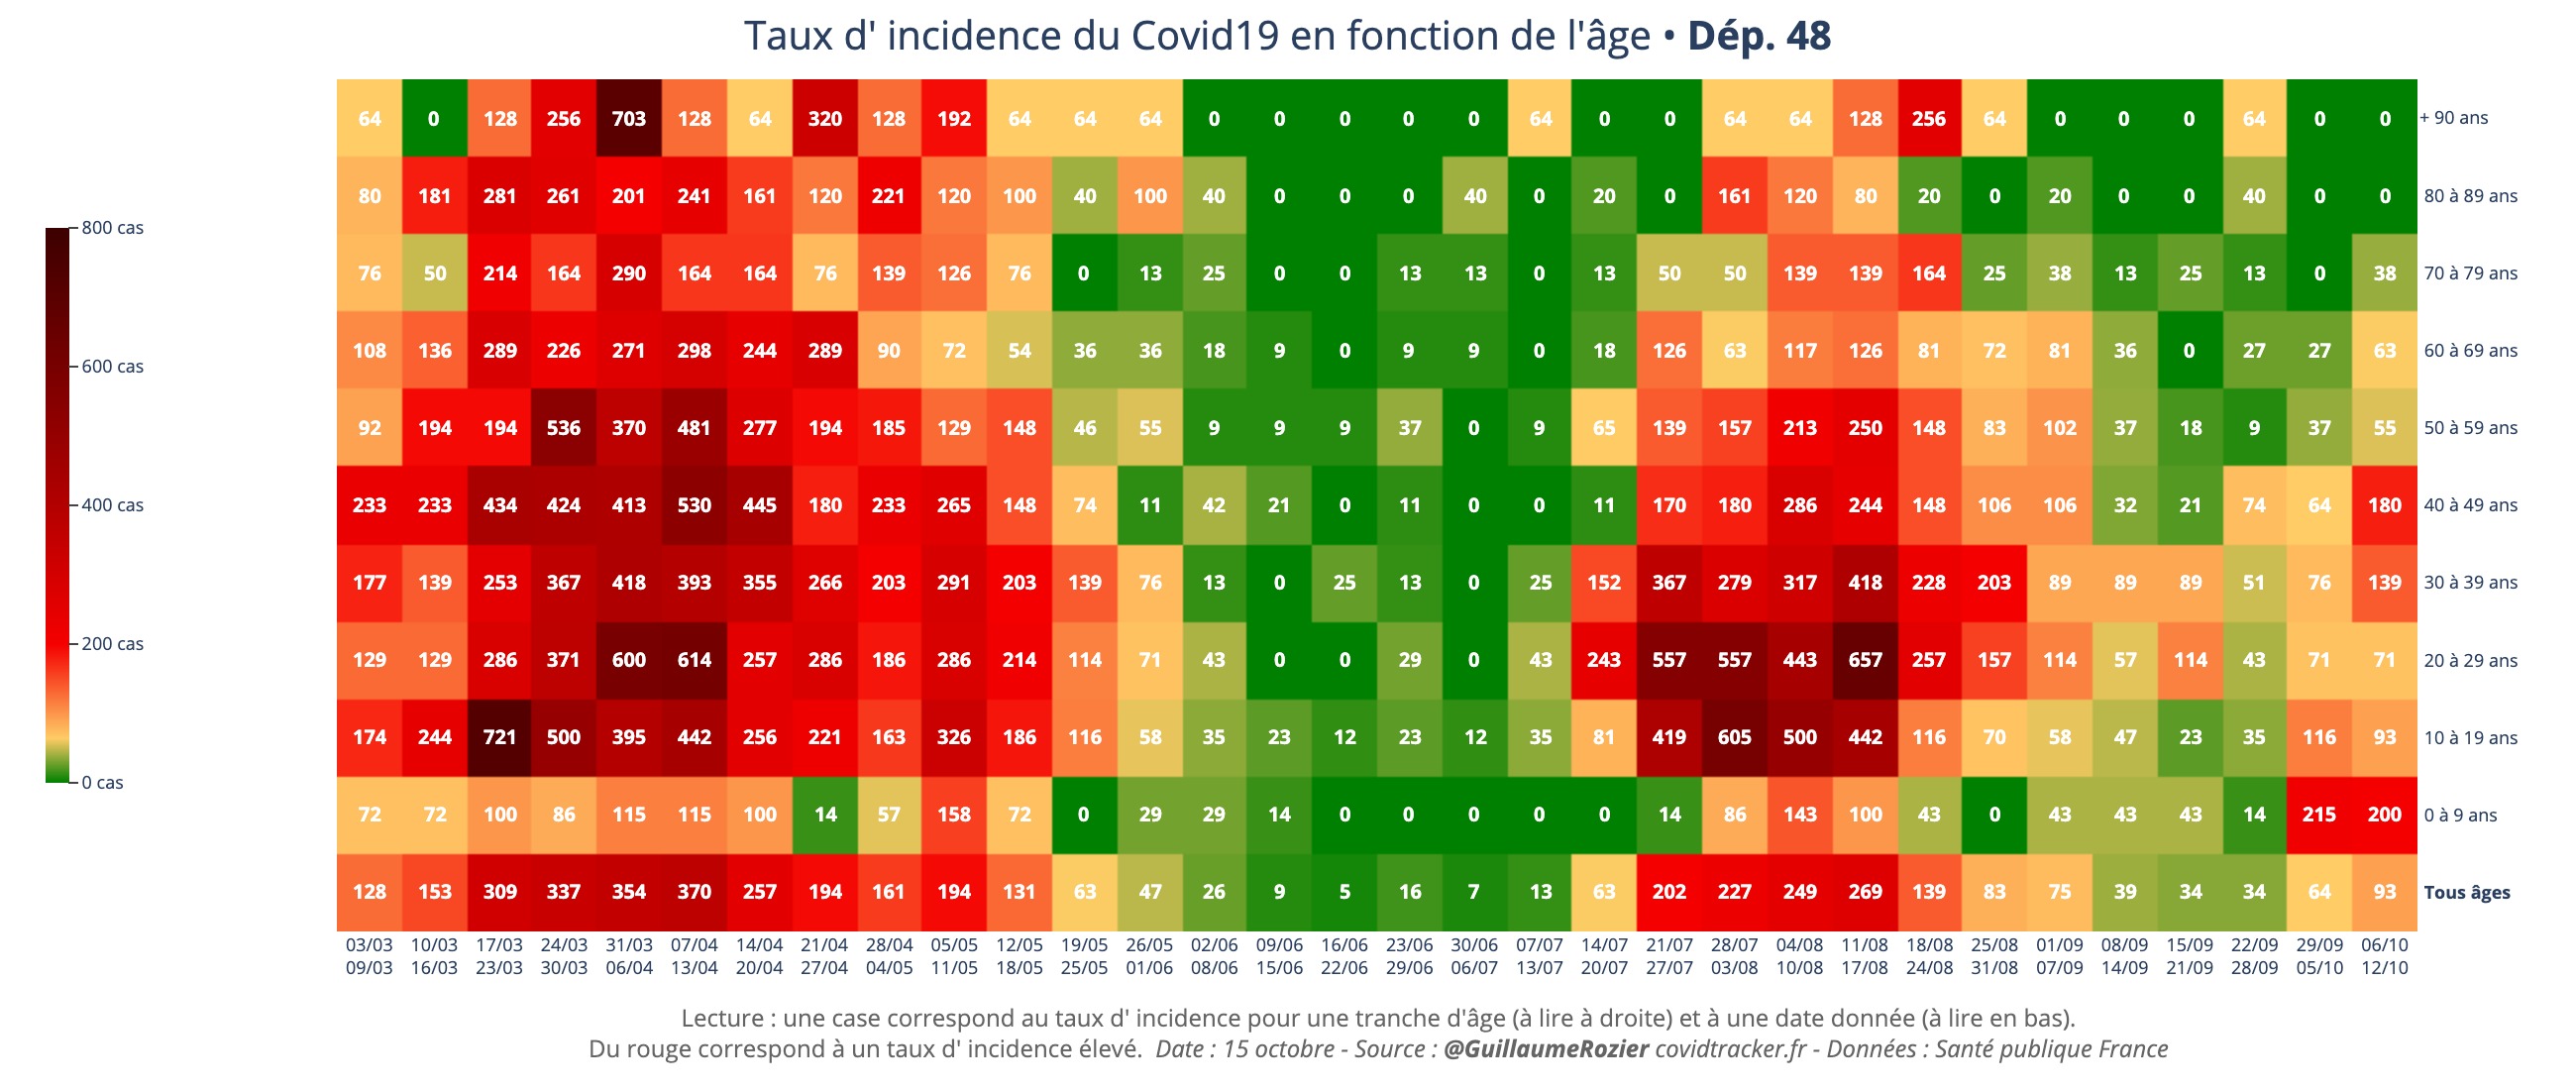 Taux d' incidence du Covid19 en fonction de l'âge • Dép. 48
800 cas
600 cas
400 cas
200 cas
0 cas
64 0 128 256 703 128 64 320 128 192 64 64 64 0 0 0 0 0 64 0 0 64 64 128 256 64 0 0 0 64 0 0 + 90 ans
80 181 281 261 201 241 161 120 221 120 100 40 100 40 0 0 0 40 0 20 0 161 120 80 20 0 20 0 0 40 0 0 80 à 89 ans
76 50 214 164 290 164 164 76 139 126 76 0 13 25 0 0 13 13 0 13 50 50 139 139 164 25 38 13 25 13 0 38 70 à 79 ans
108 136 289 226 271 298 244 289 90 72 54 36 36 18 9 0 9 9 0 18 126 63 117 126 81 72 81 36 0 27 27 63 60 à 69 ans
92 194 194 536 370 481 277 194 185 129 148 46 55 9 9 9 37 0 9 65 139 157 213 250 148 83 102 37 18 9 37 55 50 à 59 ans
233 233 434 424 413 530 445 180 233 265 148 74 11 42 21 0 11 0 0 11 170 180 286 244 148 106 106 32 21 74 64 180 40 à 49 ans
177 139 253 367 418 393 355 266 203 291 203 139 76 13 0 25 13 0 25 152 367 279 317 418 228 203 89 89 89 51 76 139 30 à 39 ans
129 129 286 371 600 614 257 286 186 286 214 114 71 43 0 0 29 0 43 243 557 557 443 657 257 157 114 57 114 43 71 71 20 à 29 ans
174 244 721 500 395 442 256 221 163 326 186 116 58 35 23 12 23 12 35 81 419 605 500 442 116 70 58 47 23 35 116 93 10 à 19 ans
72 72 100 86 115 115 100 14 57 158 72 0 29 29 14 0 0 0 0 0 14 86 143 100 43 0 43 43 43 14 215 200 0 à 9 ans
128 153 309 337 354 370 257 194 161 194 131 63 47 26 9 5 16 7 13 63 202 227 249 269 139 83 75 39 34 34 64 93 Tous âges
03/03 10/03 17/03 24/03 31/03 07/04 14/04 21/04 28/04 05/05 12/05 19/05 26/05 02/06 09/06 16/06 23/06 30/06 07/07 14/07 21/07 28/07 04/08 11/08 18/08 25/08 01/09 08/09 15/09 22/09 29/09 06/10
09/03 16/03 23/03 30/03 06/04 13/04 20/04 27/04 04/05 11/05 18/05 25/05 01/06 08/06 15/06 22/06 29/06 06/07 13/07 20/07 27/07 03/08 10/08 17/08 24/08 31/08 07/09 14/09 21/09 28/09 05/10 12/10
Lecture : une case correspond au taux d' incidence pour une tranche d'âge (à lire à droite) et à une date donnée (à lire en bas).
Du rouge correspond à un taux d' incidence élevé. Date : 15 octobre - Source : @GuillaumeRozier covidtracker.fr - Données : Santé publique France